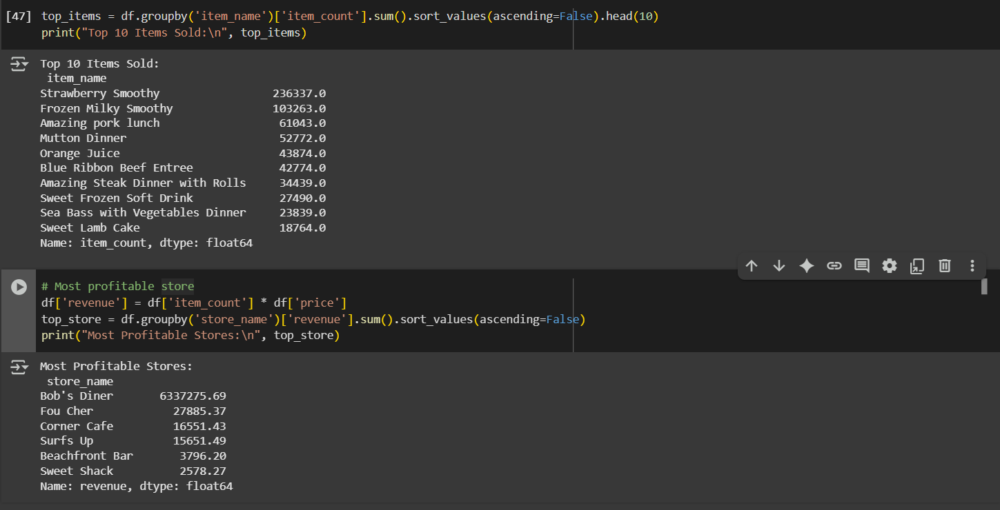 [47] top_items = df.groupby('item_name')['item_count'].sum().sort_values(ascending=False).head(10)
print("Top 10 Items Sold:\n", top_items)
Top 10 Items Sold:
 item_name
Strawberry Smoothy                 236337.0
Frozen Milky Smoothy               103263.0
Amazing pork lunch                  61043.0
Mutton Dinner                       52772.0
Orange Juice                        43874.0
Blue Ribbon Beef Entree             42774.0
Amazing Steak Dinner with Rolls     34439.0
Sweet Frozen Soft Drink             27490.0
Sea Bass with Vegetables Dinner     23839.0
Sweet Lamb Cake                     18764.0
Name: item_count, dtype: float64
# Most profitable store
df['revenue'] = df['item_count'] * df['price']
top_store = df.groupby('store_name')['revenue'].sum().sort_values(ascending=False)
print("Most Profitable Stores:\n", top_store)
Most Profitable Stores:
 store_name
Bob's Diner       6337275.69
Fou Cher            27885.37
Corner Cafe         16551.43
Surfs Up            15651.49
Beachfront Bar       3796.20
Sweet Shack          2578.27
Name: revenue, dtype: float64